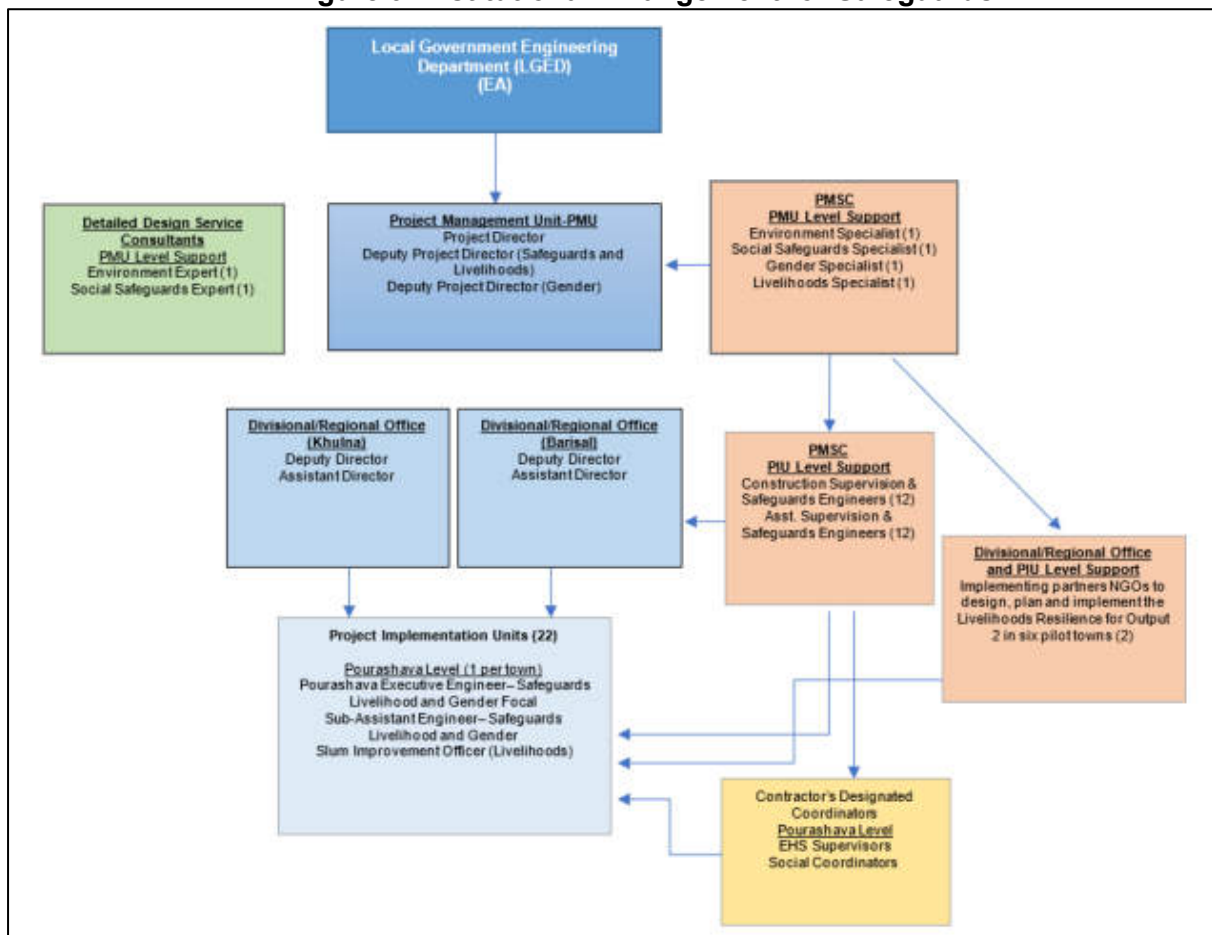 Local Government Engineering
Department (LGED)
(EA)
Detailed Design Service
Consultants
PMU Level Support
Environment Expert (1)
Social Safeguards Expert (1)
Project Management Unit-PMU
Project Director
Deputy Project Director (Safeguards and
Livelihoods)
Deputy Project Director (Gender)
PMSC
PMU Level Support
Environment Specialist (1)
Social Safeguards Specialist (1)
Gender Specialist (1)
Livelihoods Specialist (1)
Divisional/Regional Office
(Khulna)
Deputy Director
Assistant Director
Divisional/Regional Office
(Barisal)
Deputy Director
Assistant Director
PMSC
PIU Level Support
Construction Supervision &
Safeguards Engineers (12)
Asst. Supervision &
Safeguards Engineers (12)
Divisional/Regional Office
and PIU Level Support
Implementing partners NGOs to
design, plan and implement the
Livelihoods Resilience for Output
2 in six pilot towns (2)
Project Implementation Units (22)
Pourashava Level (1 per town)
Pourashava Executive Engineer– Safeguards
Livelihood and Gender Focal
Sub-Assistant Engineer– Safeguards
Livelihood and Gender
Slum Improvement Officer (Livelihoods)
Contractor's Designated
Coordinators
Pourashava Level
EHS Supervisors
Social Coordinators